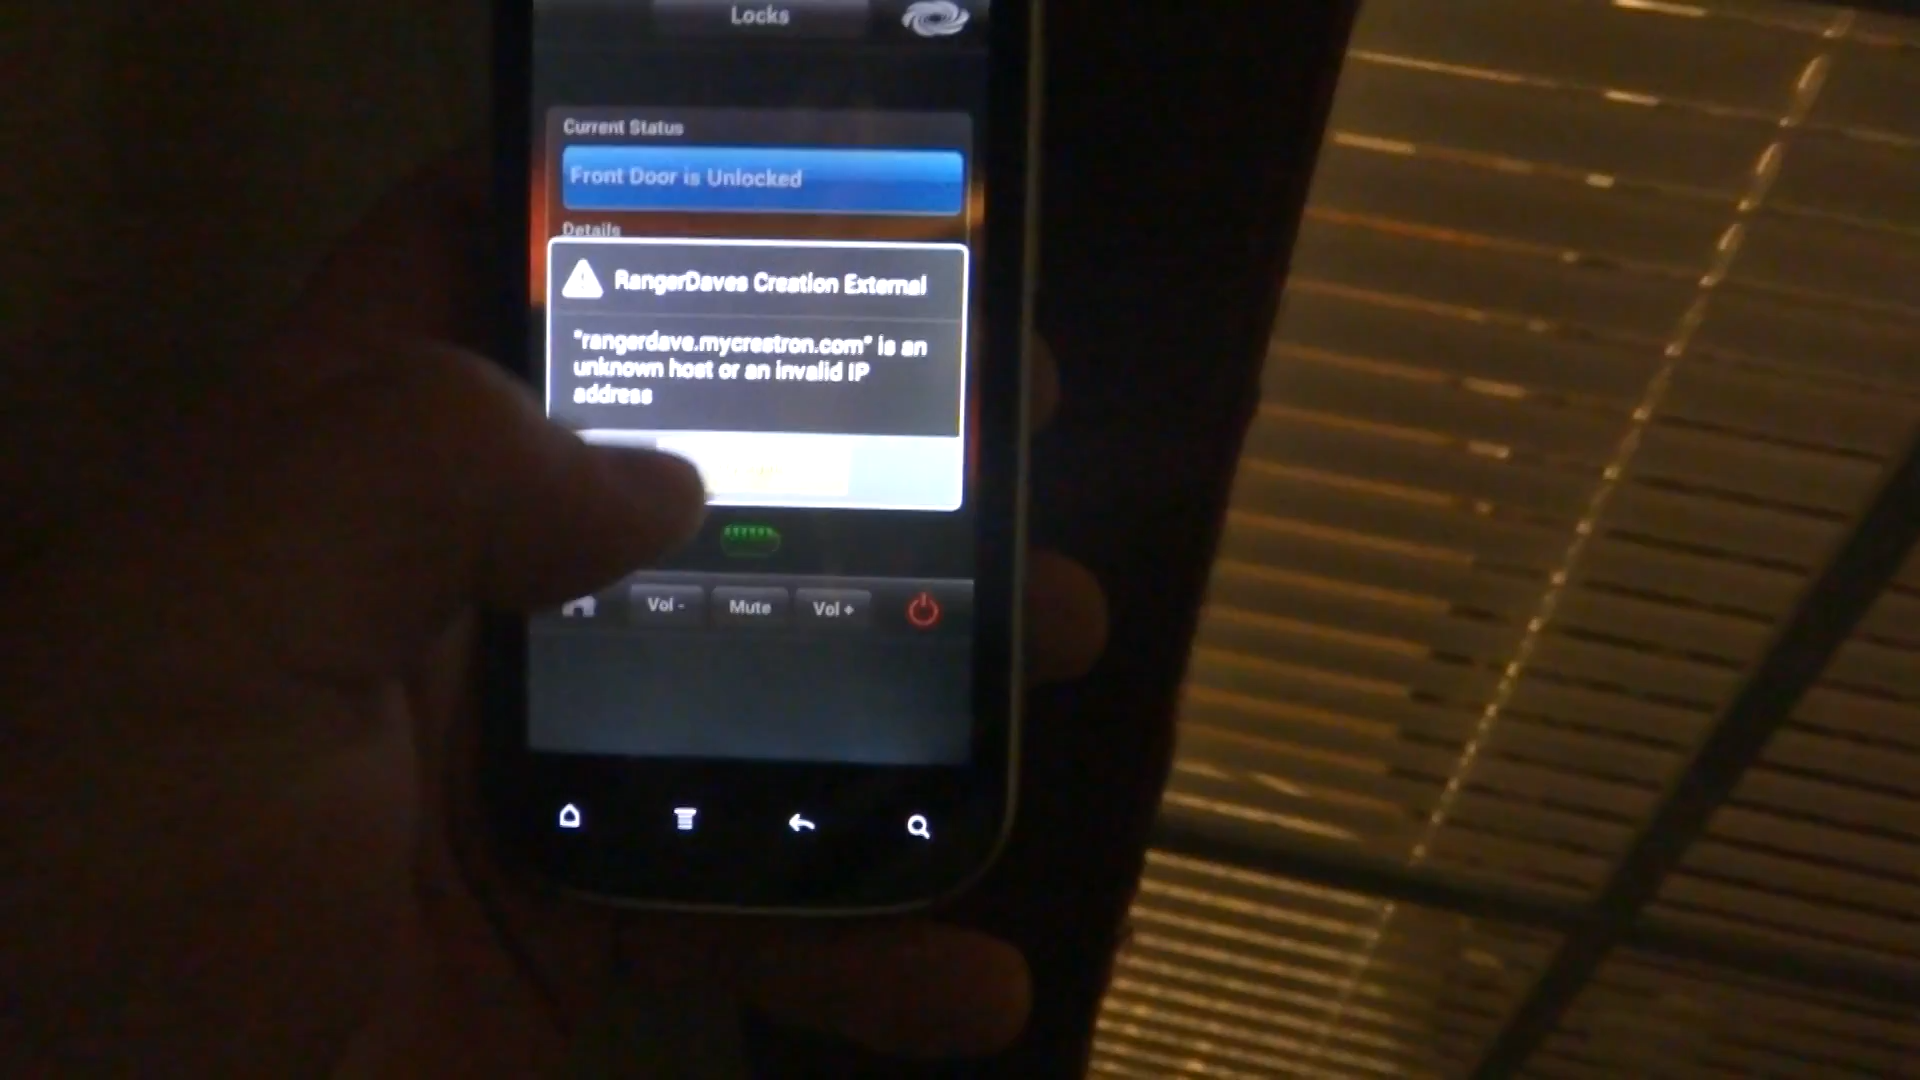 Locks
Current Status
Front Door is Unlocked
Details
RangerDaves Creation External
"rangerdave.mycrestron.com" is an
unknown host or an invalid IP
address
Vol -
Mute
Vol +